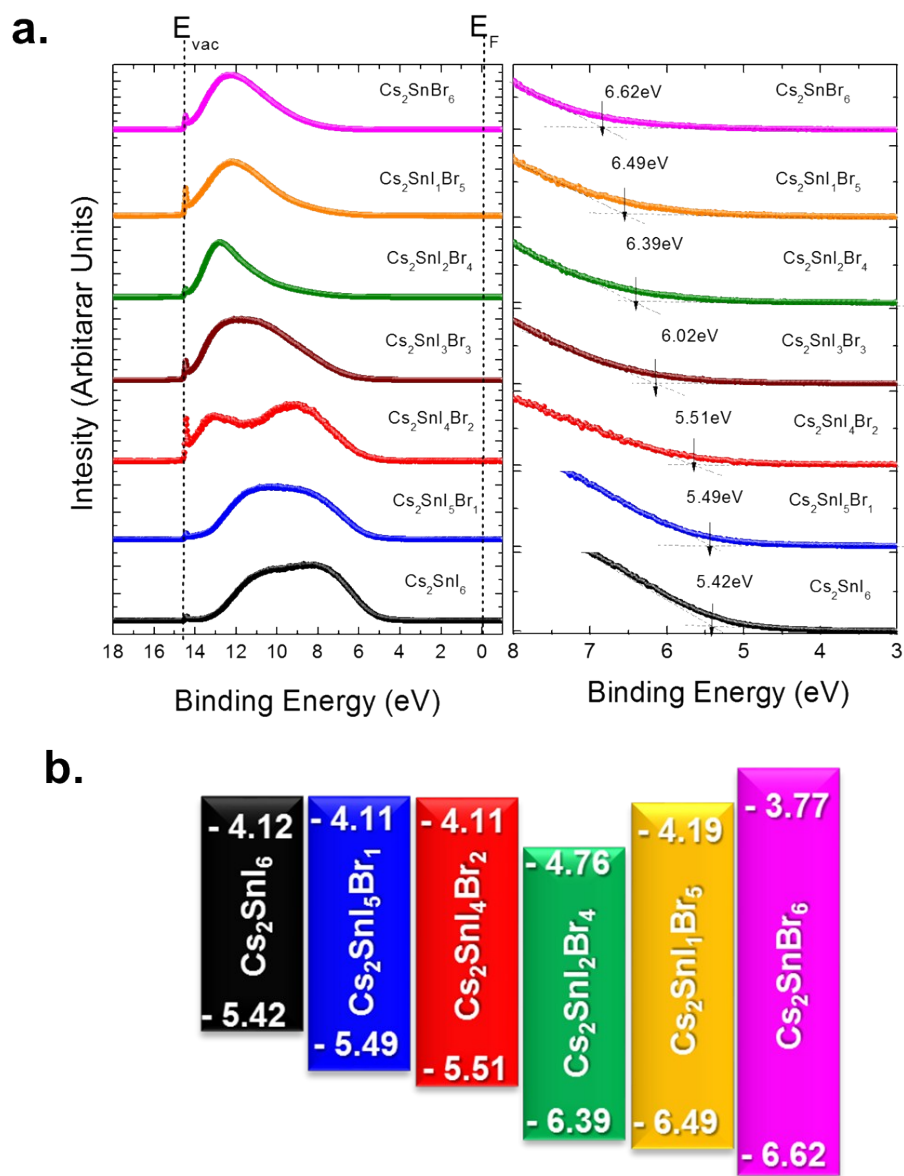 a.
E_vac
E_F
Cs₂SnBr₆
Cs₂SnI₁Br₅
Cs₂SnI₂Br₄
Cs₂SnI₃Br₃
Cs₂SnI₄Br₂
Cs₂SnI₅Br₁
Cs₂SnI₆
Intesity (Arbitarar Units)
18 16 14 12 10 8 6 4 2 0
Binding Energy (eV)
6.62eV
Cs₂SnBr₆
6.49eV
Cs₂SnI₁Br₅
6.39eV
Cs₂SnI₂Br₄
6.02eV
Cs₂SnI₃Br₃
5.51eV
Cs₂SnI₄Br₂
5.49eV
Cs₂SnI₅Br₁
5.42eV
Cs₂SnI₆
8 7 6 5 4 3
Binding Energy (eV)
b.
- 4.12
Cs₂SnI₆
- 5.42
- 4.11
Cs₂SnI₅Br₁
- 5.49
- 4.11
Cs₂SnI₄Br₂
- 5.51
- 4.76
Cs₂SnI₂Br₄
- 6.39
- 4.19
Cs₂SnI₁Br₅
- 6.49
- 3.77
Cs₂SnBr₆
- 6.62